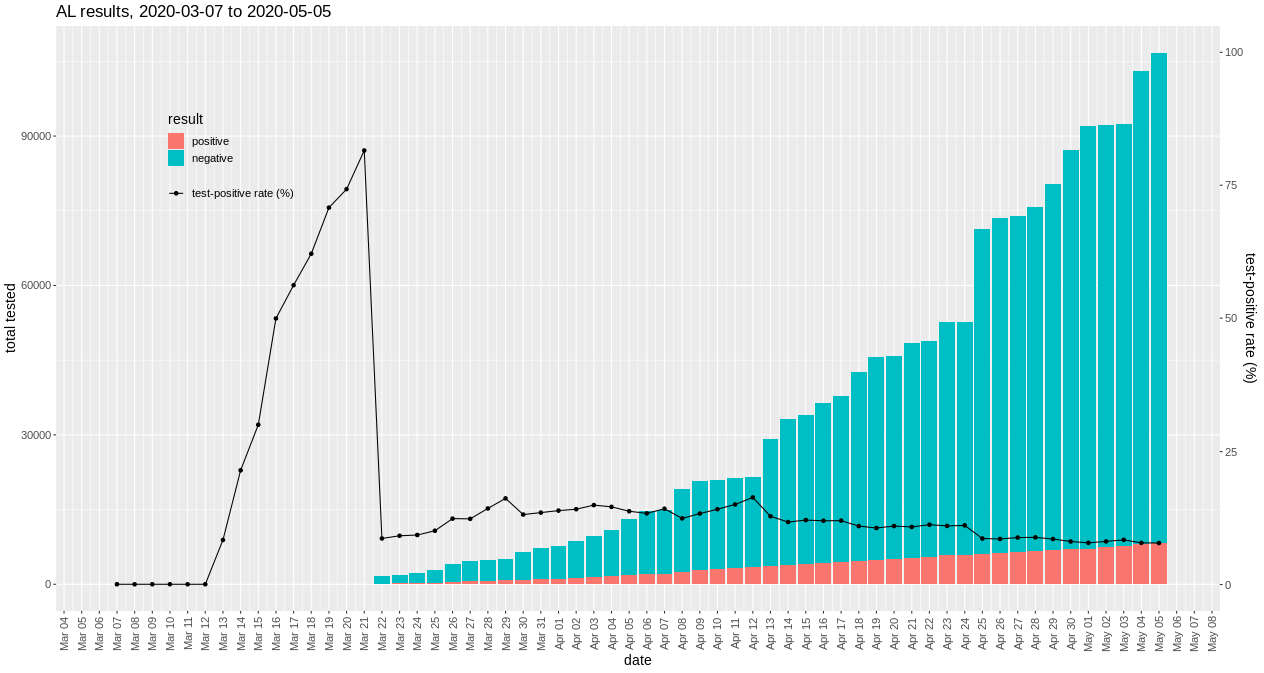 AL results, 2020-03-07 to 2020-05-05
result
positive
negative
test-positive rate (%)
total tested
90000
60000
30000
0
100
75
50
25
0
test-positive rate (%)
Mar 04
Mar 05
Mar 06
Mar 07
Mar 08
Mar 09
Mar 10
Mar 11
Mar 12
Mar 13
Mar 14
Mar 15
Mar 16
Mar 17
Mar 18
Mar 19
Mar 20
Mar 21
Mar 22
Mar 23
Mar 24
Mar 25
Mar 26
Mar 27
Mar 28
Mar 29
Mar 30
Mar 31
Apr 01
Apr 02
Apr 03
Apr 04
Apr 05
Apr 06
Apr 07
Apr 08
Apr 09
Apr 10
Apr 11
Apr 12
Apr 13
Apr 14
Apr 15
Apr 16
Apr 17
Apr 18
Apr 19
Apr 20
Apr 21
Apr 22
Apr 23
Apr 24
Apr 25
Apr 26
Apr 27
Apr 28
Apr 29
Apr 30
May 01
May 02
May 03
May 04
May 05
May 06
May 07
May 08
date